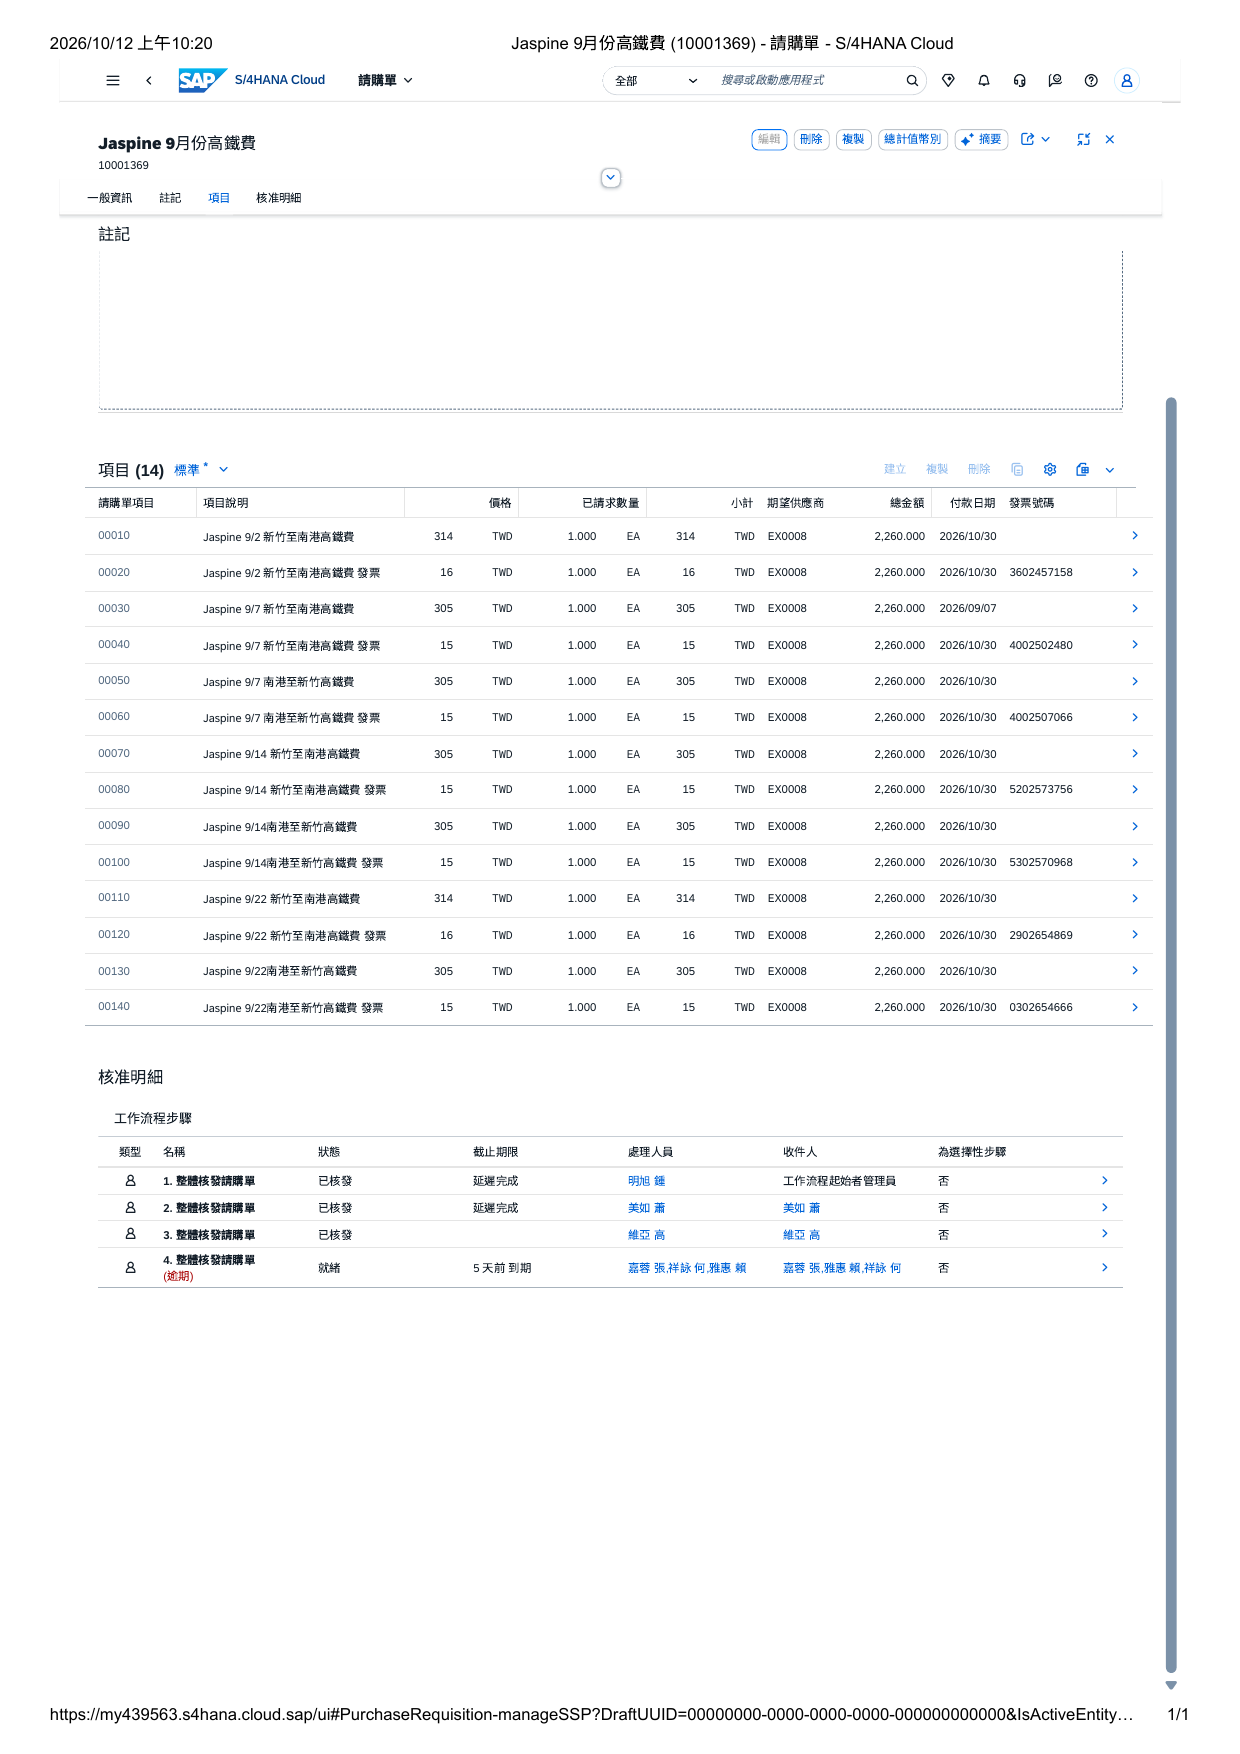 2026/10/12 上午10:20
Jaspine 9月份高鐵費 (10001369) - 請購單 - S/4HANA Cloud
SAP S/4HANA Cloud 請購單 全部 搜尋或啟動應用程式
Jaspine 9月份高鐵費
編輯 刪除 複製 總計值幣別 摘要
10001369
一般資訊 註記 項目 核准明細
註記
項目 (14) 標準 * 建立 複製 刪除
請購單項目 項目說明 價格 已請求數量 小計 期望供應商 總金額 付款日期 發票號碼
00010 Jaspine 9/2 新竹至南港高鐵費 314 TWD 1.000 EA 314 TWD EX0008 2,260.000 2026/10/30
00020 Jaspine 9/2 新竹至南港高鐵費 發票 16 TWD 1.000 EA 16 TWD EX0008 2,260.000 2026/10/30 3602457158
00030 Jaspine 9/7 新竹至南港高鐵費 305 TWD 1.000 EA 305 TWD EX0008 2,260.000 2026/09/07
00040 Jaspine 9/7 新竹至南港高鐵費 發票 15 TWD 1.000 EA 15 TWD EX0008 2,260.000 2026/10/30 4002502480
00050 Jaspine 9/7 南港至新竹高鐵費 305 TWD 1.000 EA 305 TWD EX0008 2,260.000 2026/10/30
00060 Jaspine 9/7 南港至新竹高鐵費 發票 15 TWD 1.000 EA 15 TWD EX0008 2,260.000 2026/10/30 4002507066
00070 Jaspine 9/14 新竹至南港高鐵費 305 TWD 1.000 EA 305 TWD EX0008 2,260.000 2026/10/30
00080 Jaspine 9/14 新竹至南港高鐵費 發票 15 TWD 1.000 EA 15 TWD EX0008 2,260.000 2026/10/30 5202573756
00090 Jaspine 9/14南港至新竹高鐵費 305 TWD 1.000 EA 305 TWD EX0008 2,260.000 2026/10/30
00100 Jaspine 9/14南港至新竹高鐵費 發票 15 TWD 1.000 EA 15 TWD EX0008 2,260.000 2026/10/30 5302570968
00110 Jaspine 9/22 新竹至南港高鐵費 314 TWD 1.000 EA 314 TWD EX0008 2,260.000 2026/10/30
00120 Jaspine 9/22 新竹至南港高鐵費 發票 16 TWD 1.000 EA 16 TWD EX0008 2,260.000 2026/10/30 2902654869
00130 Jaspine 9/22南港至新竹高鐵費 305 TWD 1.000 EA 305 TWD EX0008 2,260.000 2026/10/30
00140 Jaspine 9/22南港至新竹高鐵費 發票 15 TWD 1.000 EA 15 TWD EX0008 2,260.000 2026/10/30 0302654666
核准明細
工作流程步驟
類型 名稱 狀態 截止期限 處理人員 收件人 為選擇性步驟
1. 整體核發請購單 已核發 延遲完成 明旭 鍾 工作流程起始者管理員 否
2. 整體核發請購單 已核發 延遲完成 美如 蕭 美如 蕭 否
3. 整體核發請購單 已核發 維亞 高 維亞 高 否
4. 整體核發請購單 就緒 5 天前 到期 嘉蓉 張,祥詠 何,雅惠 賴 嘉蓉 張,雅惠 賴,祥詠 何 否
(逾期)
https://my439563.s4hana.cloud.sap/ui#PurchaseRequisition-manageSSP?DraftUUID=00000000-0000-0000-0000-000000000000&IsActiveEntity… 1/1